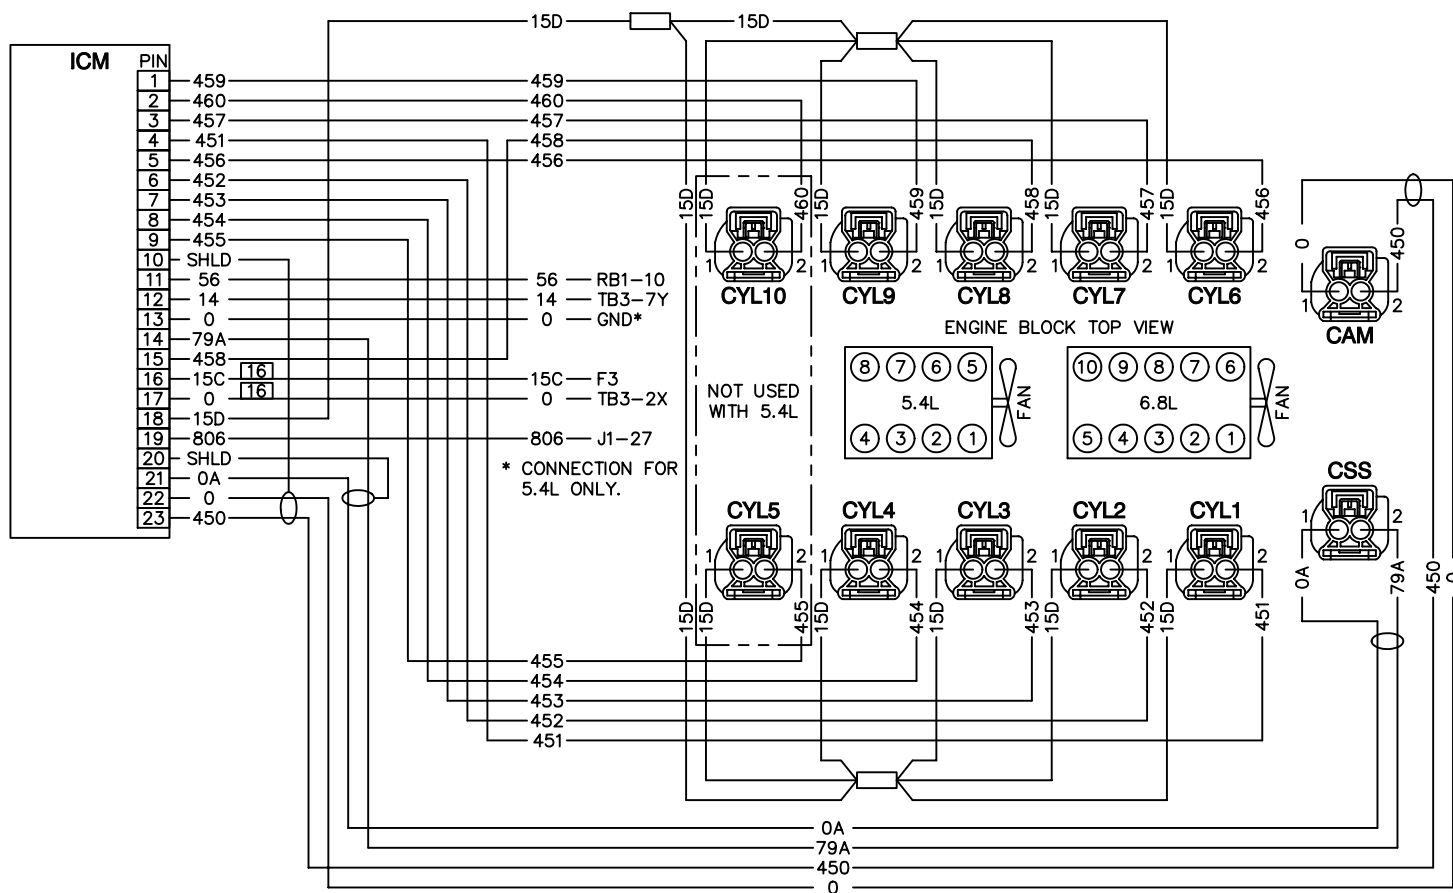 15D 15D
ICM PIN
1 459 459
2 460 460
3 457 457
4 451 458
5 456 456
6 452
7 453
8 454
9 455
10 SHLD
11 56 56 RB1-10
12 14 14 TB3-7Y
13 0 0 GND*
14 79A
15 458
16 15C 16 15C F3
17 0 16 0 TB3-2X
18 15D
19 806 806 J1-27
20 SHLD
21 0A
22 0
23 450
* CONNECTION FOR
5.4L ONLY.
15D 15D 460 15D 459 15D 458 15D 457 15D 456
1 2 1 2 1 2 1 2 1 2
CYL10 CYL9 CYL8 CYL7 CYL6
0 450
1 2
CAM
ENGINE BLOCK TOP VIEW
NOT USED
WITH 5.4L
8 7 6 5
5.4L
4 3 2 1
FAN
10 9 8 7 6
6.8L
5 4 3 2 1
FAN
CSS
1 2
0A 79A 450 0
CYL5 CYL4 CYL3 CYL2 CYL1
1 2 1 2 1 2 1 2 1 2
15D 15D 455 15D 454 15D 453 15D 452 15D 451
455
454
453
452
451
0A
79A
450
0